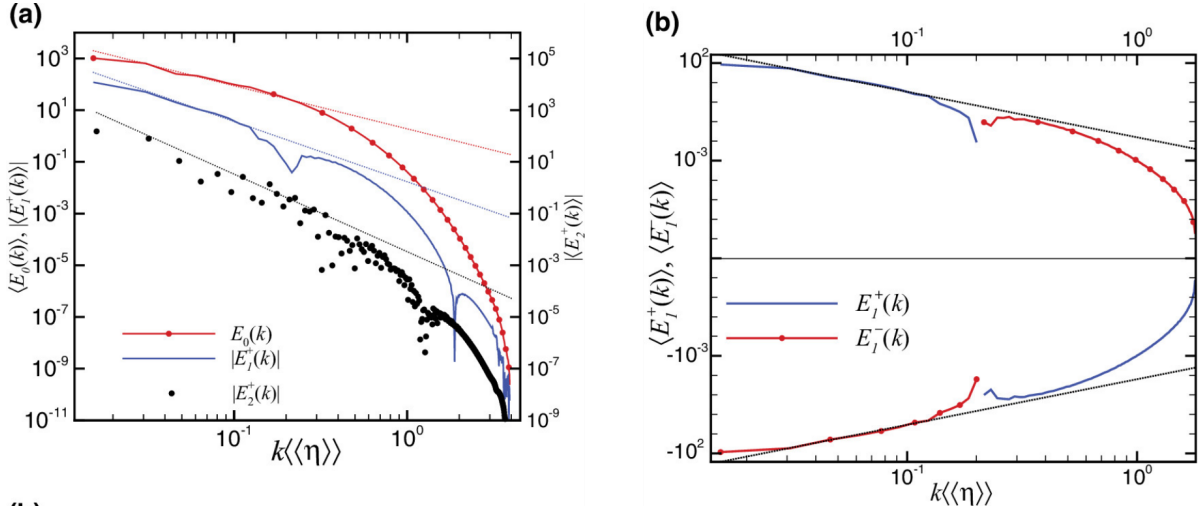 (a)
10^3
10^1
10^-1
10^-3
10^-5
10^-7
10^-9
10^-11
⟨E_0(k)⟩, |⟨E_1^+(k)⟩|
10^5
10^3
10^1
10^-1
10^-3
10^-5
10^-7
10^-9
|⟨E_2^+(k)⟩|
E_0(k)
|E_1^+(k)|
|E_2^+(k)|
10^-1
10^0
k⟨⟨η⟩⟩
(b)
10^-1
10^0
10^2
10^-3
-10^-3
-10^2
⟨E_1^+(k)⟩, ⟨E_1^-(k)⟩
E_1^+(k)
E_1^-(k)
10^-1
10^0
k⟨⟨η⟩⟩